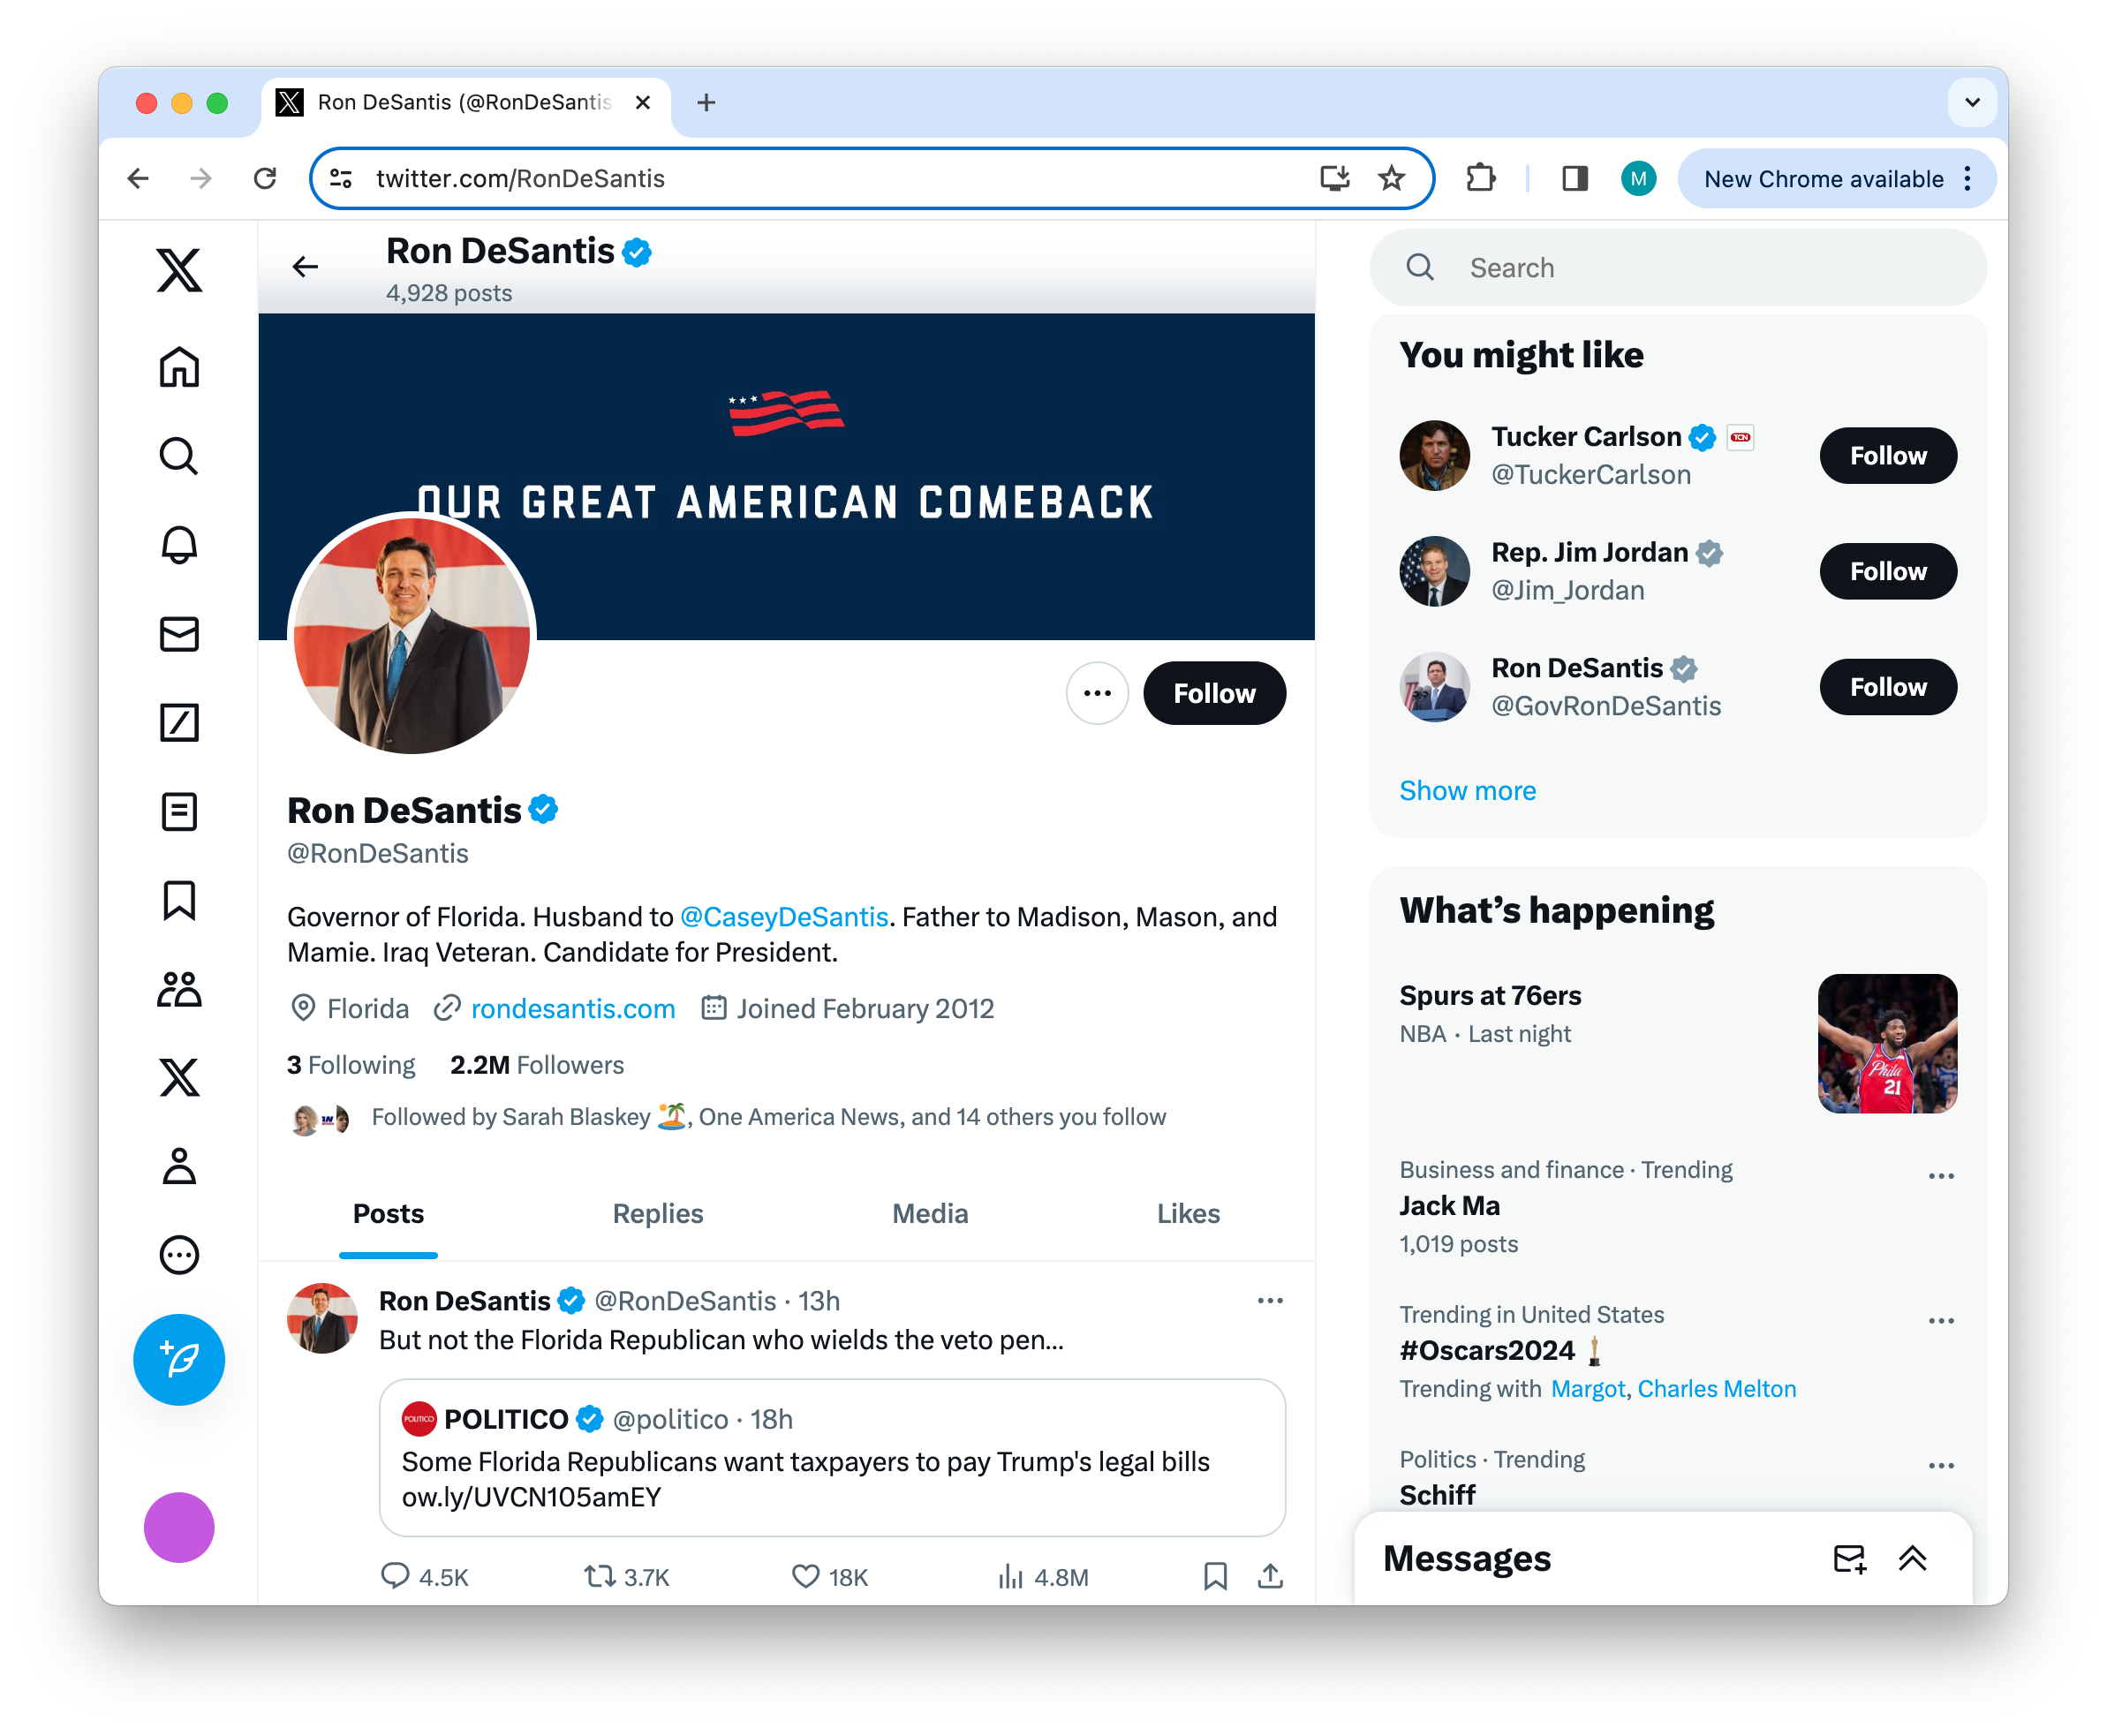 Ron DeSantis (@RonDeSantis
twitter.com/RonDeSantis
M
New Chrome available
Ron DeSantis
4,928 posts
OUR GREAT AMERICAN COMEBACK
Follow
Ron DeSantis
@RonDeSantis
Governor of Florida. Husband to @CaseyDeSantis. Father to Madison, Mason, and
Mamie. Iraq Veteran. Candidate for President.
Florida rondesantis.com Joined February 2012
3 Following 2.2M Followers
Followed by Sarah Blaskey 🏝️, One America News, and 14 others you follow
Posts Replies Media Likes
Ron DeSantis @RonDeSantis · 13h
But not the Florida Republican who wields the veto pen...
POLITICO
POLITICO @politico · 18h
Some Florida Republicans want taxpayers to pay Trump's legal bills
ow.ly/UVCN105amEY
4.5K 3.7K 18K 4.8M
Search
You might like
Tucker Carlson TCN
@TuckerCarlson
Follow
Rep. Jim Jordan
@Jim_Jordan
Follow
Ron DeSantis
@GovRonDeSantis
Follow
Show more
What's happening
Spurs at 76ers
NBA · Last night
Phila
21
Business and finance · Trending
Jack Ma
1,019 posts
Trending in United States
#Oscars2024
Trending with Margot, Charles Melton
Politics · Trending
Schiff
Messages